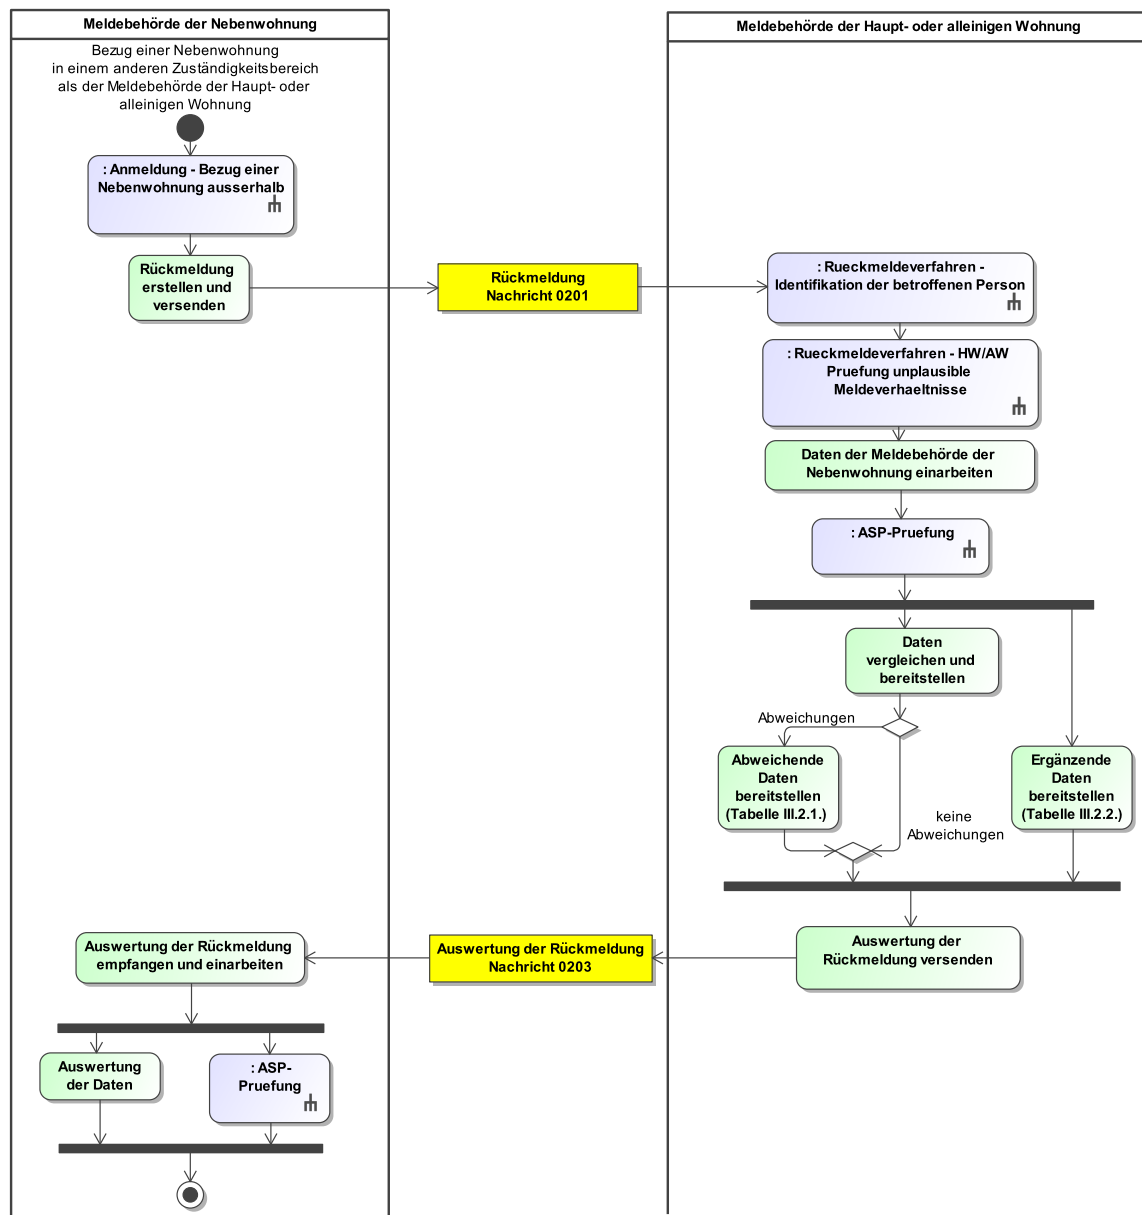 Meldebehörde der Nebenwohnung
Meldebehörde der Haupt- oder alleinigen Wohnung
Bezug einer Nebenwohnung
in einem anderen Zuständigkeitsbereich
als der Meldebehörde der Haupt- oder
alleinigen Wohnung
: Anmeldung - Bezug einer
Nebenwohnung ausserhalb
Rückmeldung
erstellen und
versenden
Rückmeldung
Nachricht 0201
: Rueckmeldeverfahren -
Identifikation der betroffenen Person
: Rueckmeldeverfahren - HW/AW
Pruefung unplausible
Meldeverhaeltnisse
Daten der Meldebehörde der
Nebenwohnung einarbeiten
: ASP-Pruefung
Daten
vergleichen und
bereitstellen
Abweichungen
Abweichende
Daten
bereitstellen
(Tabelle III.2.1.)
keine
Abweichungen
Ergänzende
Daten
bereitstellen
(Tabelle III.2.2.)
Auswertung der
Rückmeldung versenden
Auswertung der Rückmeldung
Nachricht 0203
Auswertung der Rückmeldung
empfangen und einarbeiten
Auswertung
der Daten
: ASP-
Pruefung